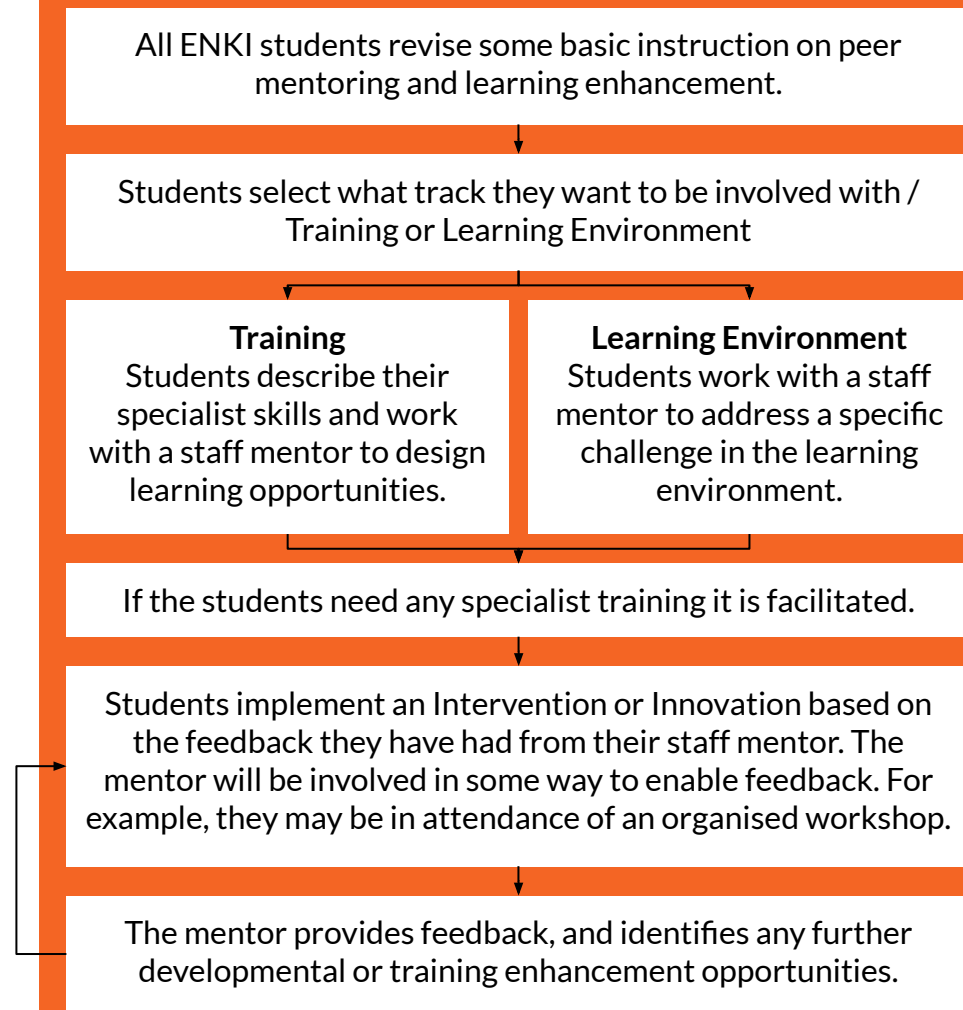 All ENKI students revise some basic instruction on peer
mentoring and learning enhancement.
Students select what track they want to be involved with /
Training or Learning Environment
Training
Students describe their
specialist skills and work
with a staff mentor to design
learning opportunities.
Learning Environment
Students work with a staff
mentor to address a specific
challenge in the learning
environment.
If the students need any specialist training it is facilitated.
Students implement an Intervention or Innovation based on
the feedback they have had from their staff mentor. The
mentor will be involved in some way to enable feedback. For
example, they may be in attendance of an organised workshop.
The mentor provides feedback, and identifies any further
developmental or training enhancement opportunities.